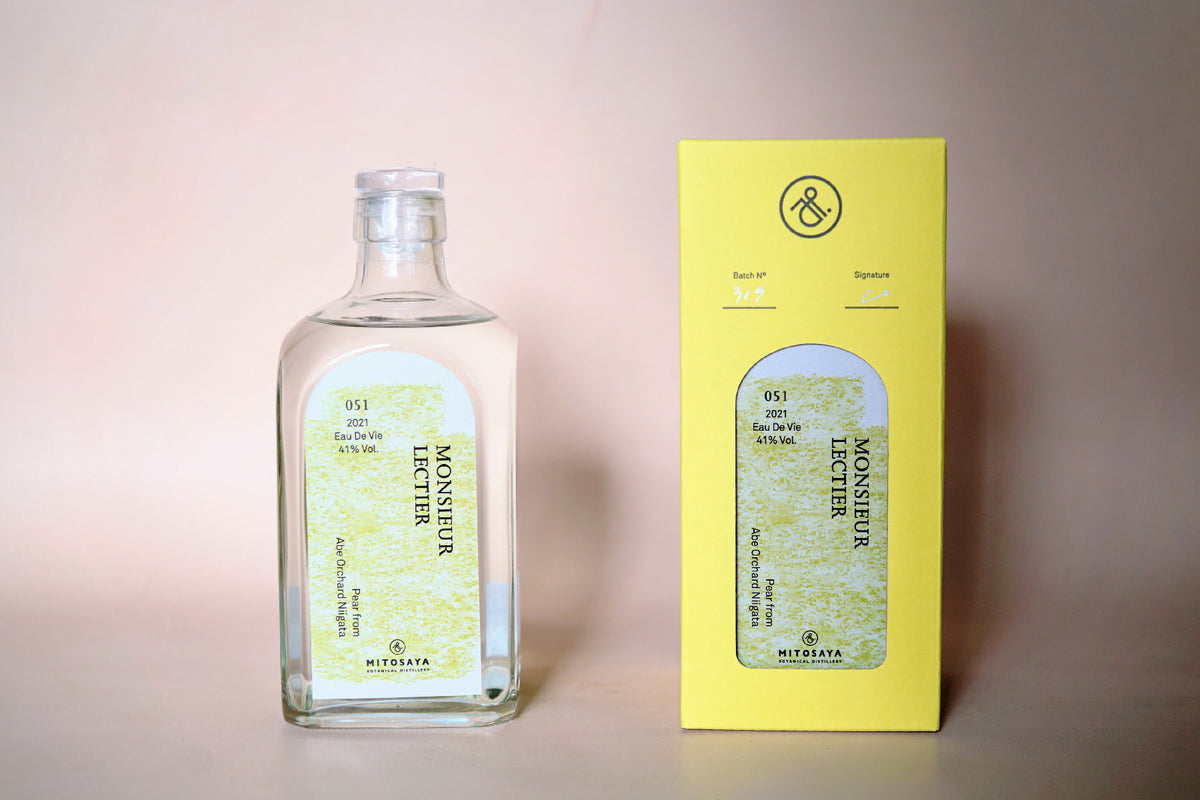 051
2021
Eau De Vie
41% Vol.
MONSIEUR
LECTIER
Pear from
Abe Orchard Niigata
MITOSAYA
BOTANICAL DISTILLERY
Batch Nº
Signature
319
051
2021
Eau De Vie
41% Vol.
MONSIEUR
LECTIER
Pear from
Abe Orchard Niigata
MITOSAYA
BOTANICAL DISTILLERY